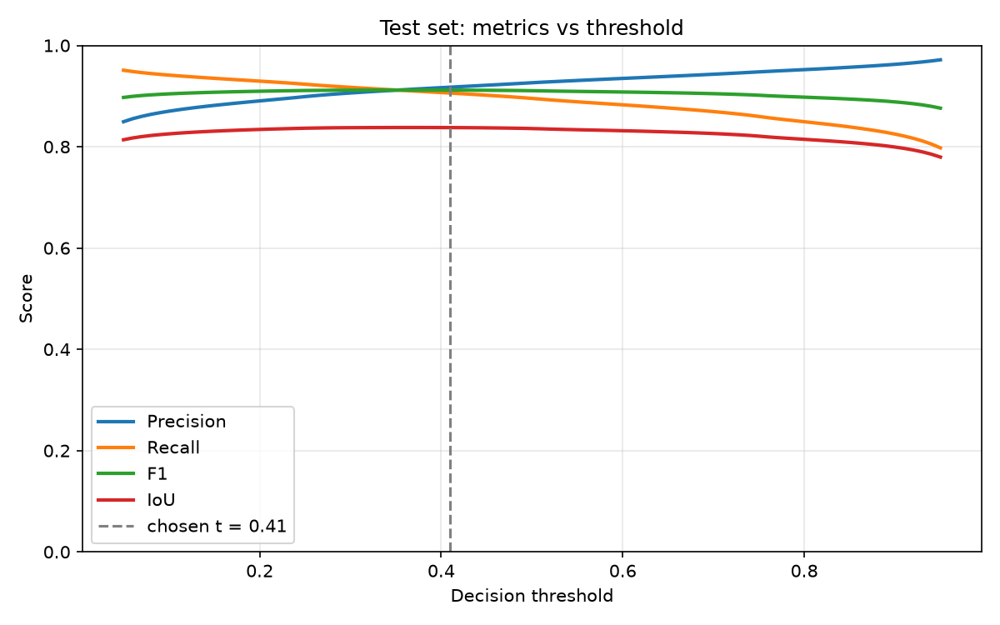 Test set: metrics vs threshold
1.0
0.8
0.6
0.4
0.2
0.0
Score
Precision
Recall
F1
IoU
chosen t = 0.41
0.2
0.4
0.6
0.8
Decision threshold